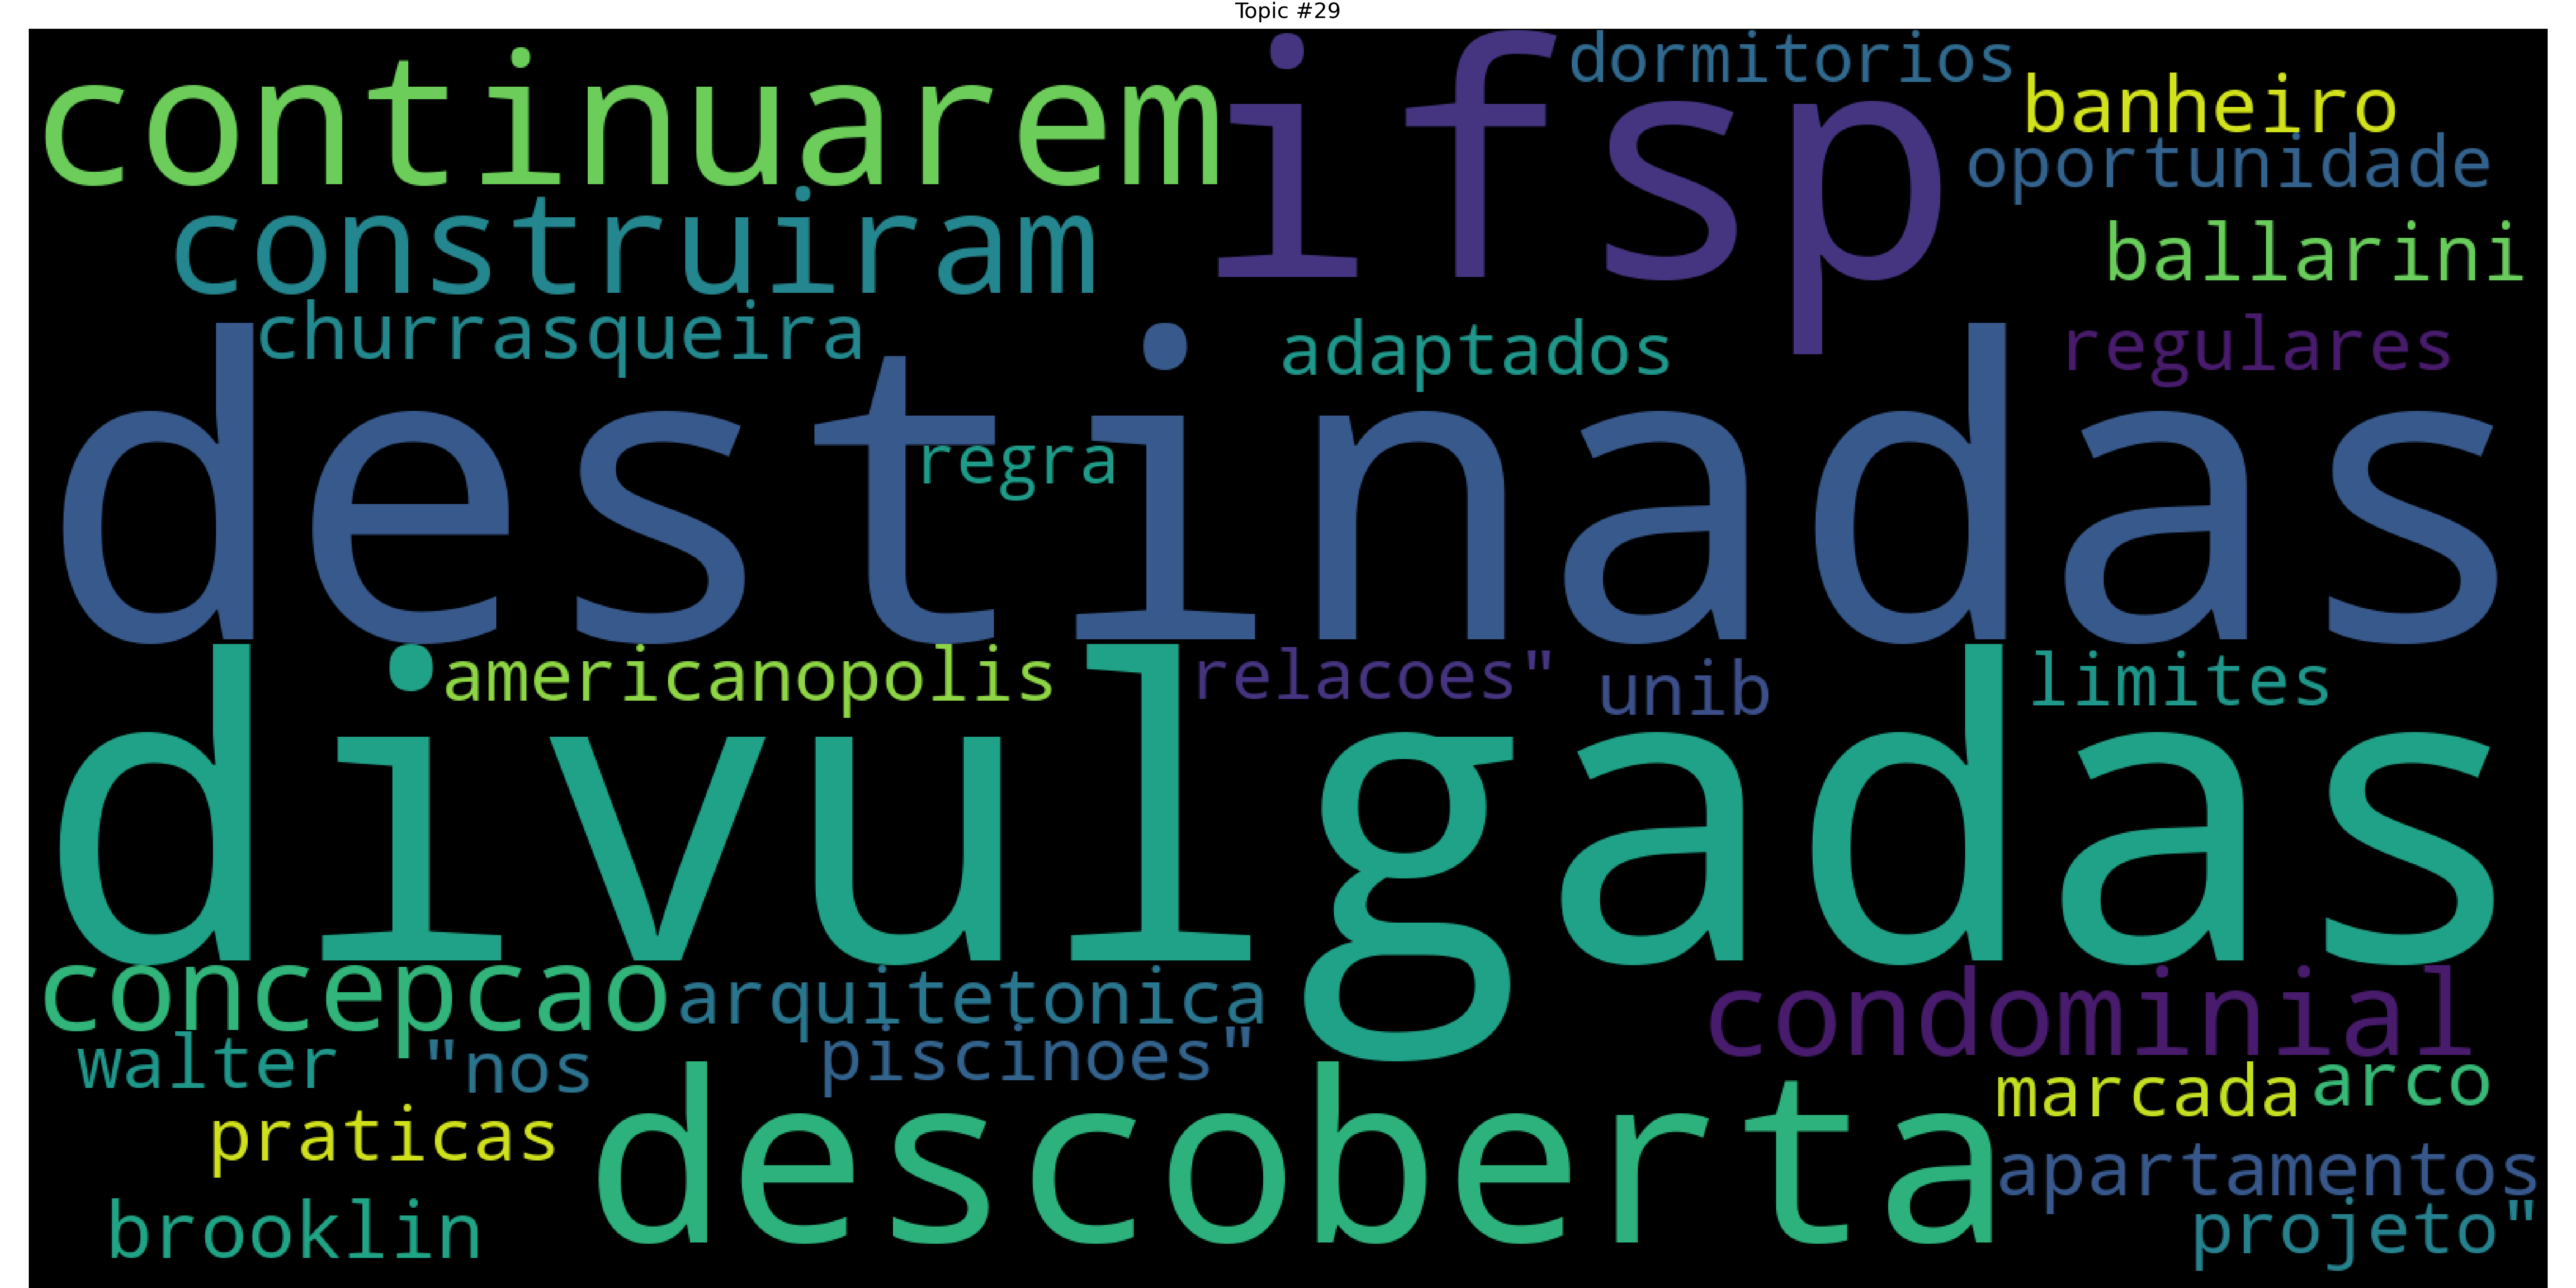 Topic #29
continuarem
ifsp
dormitorios
banheiro
oportunidade
construiram
ballarini
churrasqueira
adaptados
regulares
destinadas
regra
americanopolis
relacoes"
unib
limites
divulgadas
concepcao
arquitetonica
condominial
walter
"nos
piscinoes"
marcada
arco
praticas
descoberta
apartamentos
brooklin
projeto"